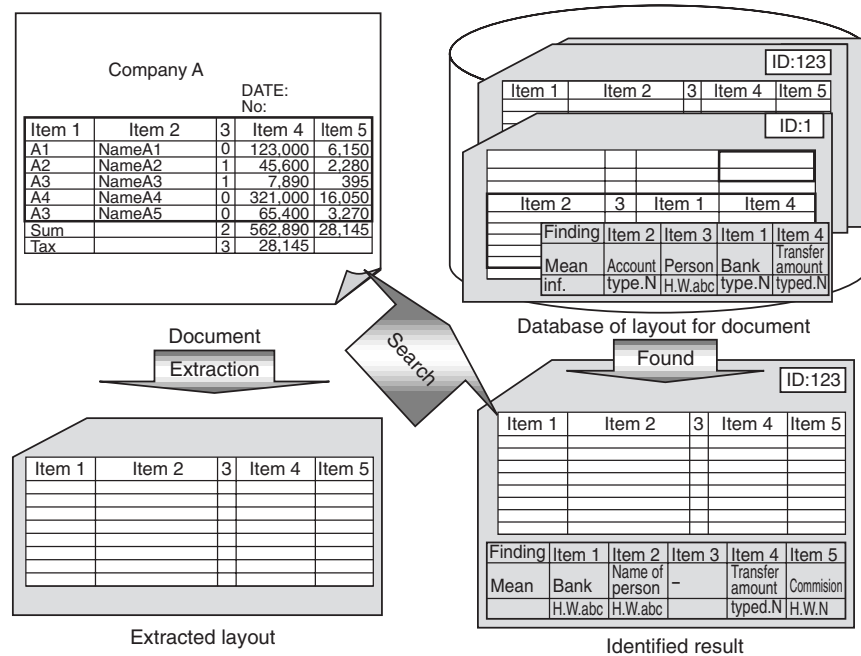 Company A
DATE:
No:
Item 1 Item 2 3 Item 4 Item 5
A1 NameA1 0 123,000 6,150
A2 NameA2 1 45,600 2,280
A3 NameA3 1 7,890 395
A4 NameA4 0 321,000 16,050
A3 NameA5 0 65,400 3,270
Sum 2 562,890 28,145
Tax 3 28,145
Document
Extraction
Item 1 Item 2 3 Item 4 Item 5
Extracted layout
Search
ID:123
Item 1 Item 2 3 Item 4 Item 5
ID:1
Item 2 3 Item 1 Item 4
Finding Item 2 Item 3 Item 1 Item 4
Mean Account Person Bank Transfer amount
inf. type.N H.W.abc type.N typed.N
Database of layout for document
Found
ID:123
Item 1 Item 2 3 Item 4 Item 5
Finding Item 1 Item 2 Item 3 Item 4 Item 5
Mean Bank Name of person – Transfer amount Commision
H.W.abc H.W.abc typed.N H.W.N
Identified result